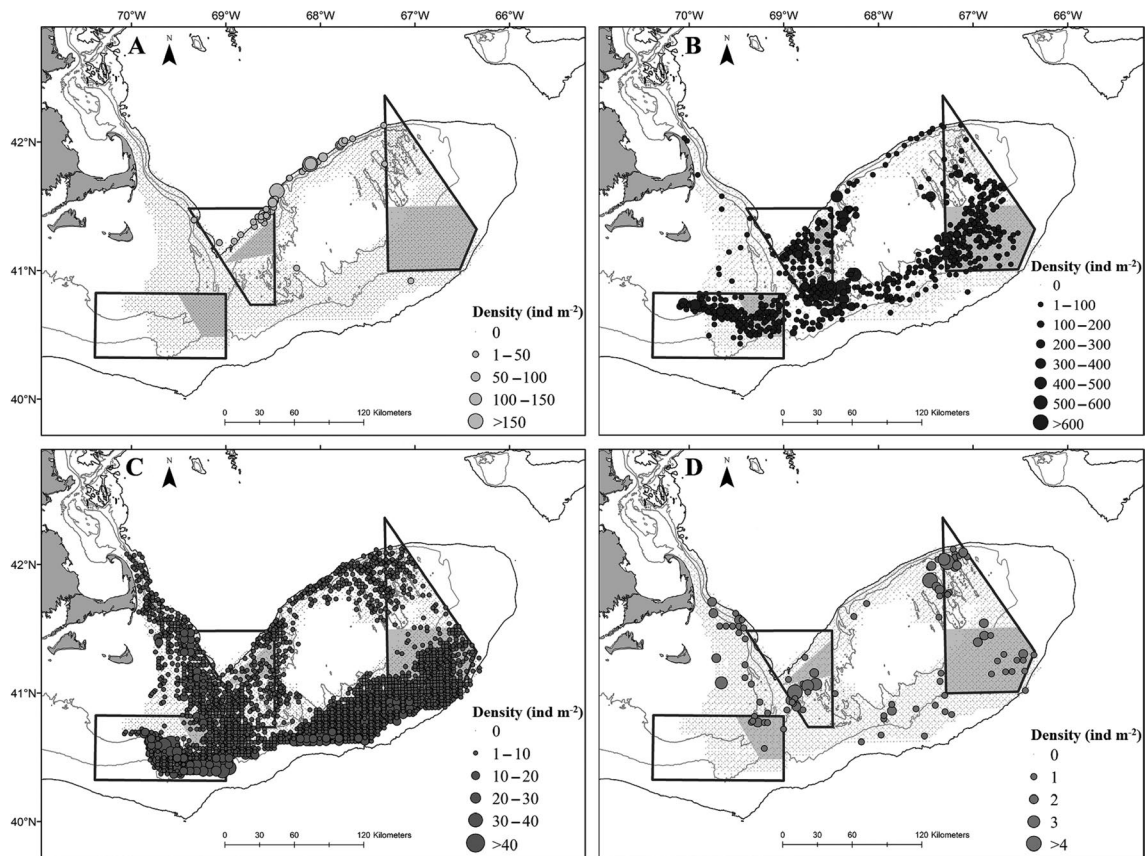 70°W 69°W 68°W 67°W 66°W 70°W 69°W 68°W 67°W 66°W
A
N
42°N
41°N
40°N
Density (ind m⁻²)
0
1–50
50–100
100–150
>150
0 30 60 120 Kilometers
B
N
Density (ind m⁻²)
0
1–100
100–200
200–300
300–400
400–500
500–600
>600
0 30 60 120 Kilometers
C
N
42°N
41°N
40°N
Density (ind m⁻²)
0
1–10
10–20
20–30
30–40
>40
0 30 60 120 Kilometers
D
N
Density (ind m⁻²)
0
1
2
3
>4
0 30 60 120 Kilometers